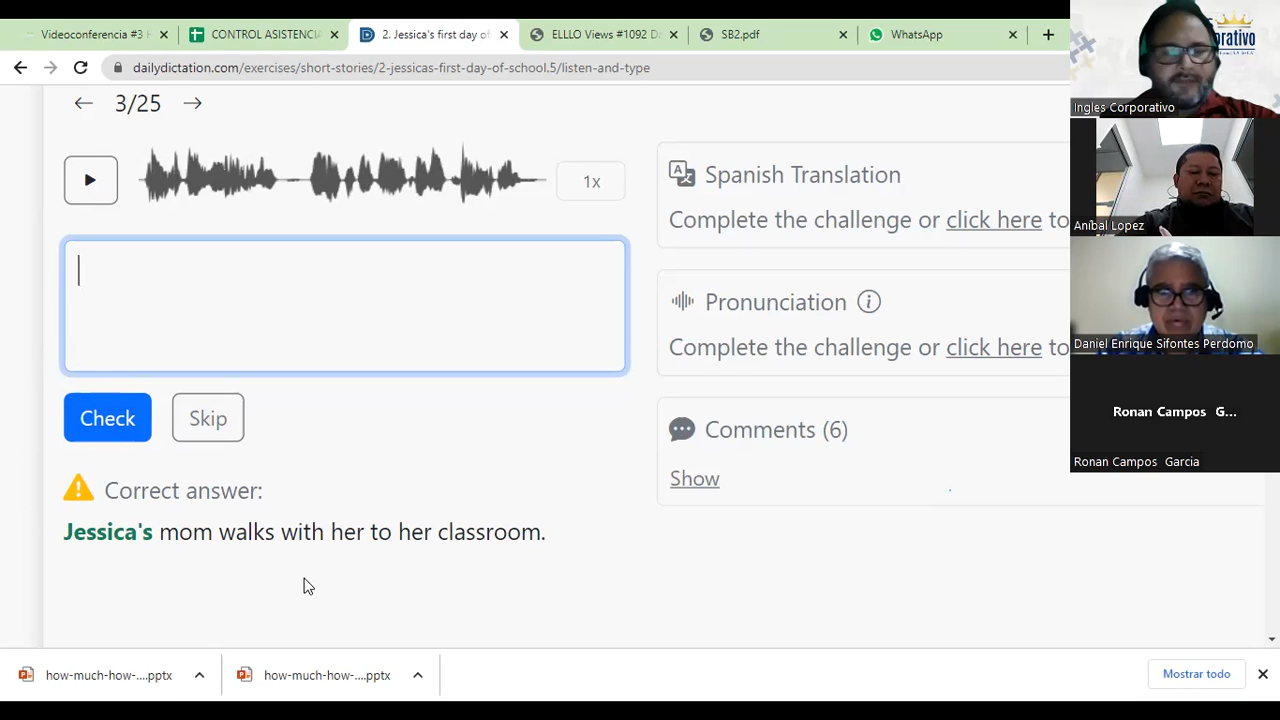 Videoconferencia #3
CONTROL ASISTENCIA
2. Jessica's first day of
ELLLO Views #1092 Da
SB2.pdf
WhatsApp
dailydictation.com/exercises/short-stories/2-jessicas-first-day-of-school.5/listen-and-type
3/25
1x
Check
Skip
Correct answer:
Jessica's mom walks with her to her classroom.
Spanish Translation
Complete the challenge or click here to
Pronunciation
Complete the challenge or click here to
Comments (6)
Show
orativo
Ingles Corporativo
Aníbal Lopez
Daniel Enrique Sifontes Perdomo
Ronan Campos G...
Ronan Campos Garcia
how-much-how-....pptx
how-much-how-....pptx
Mostrar todo